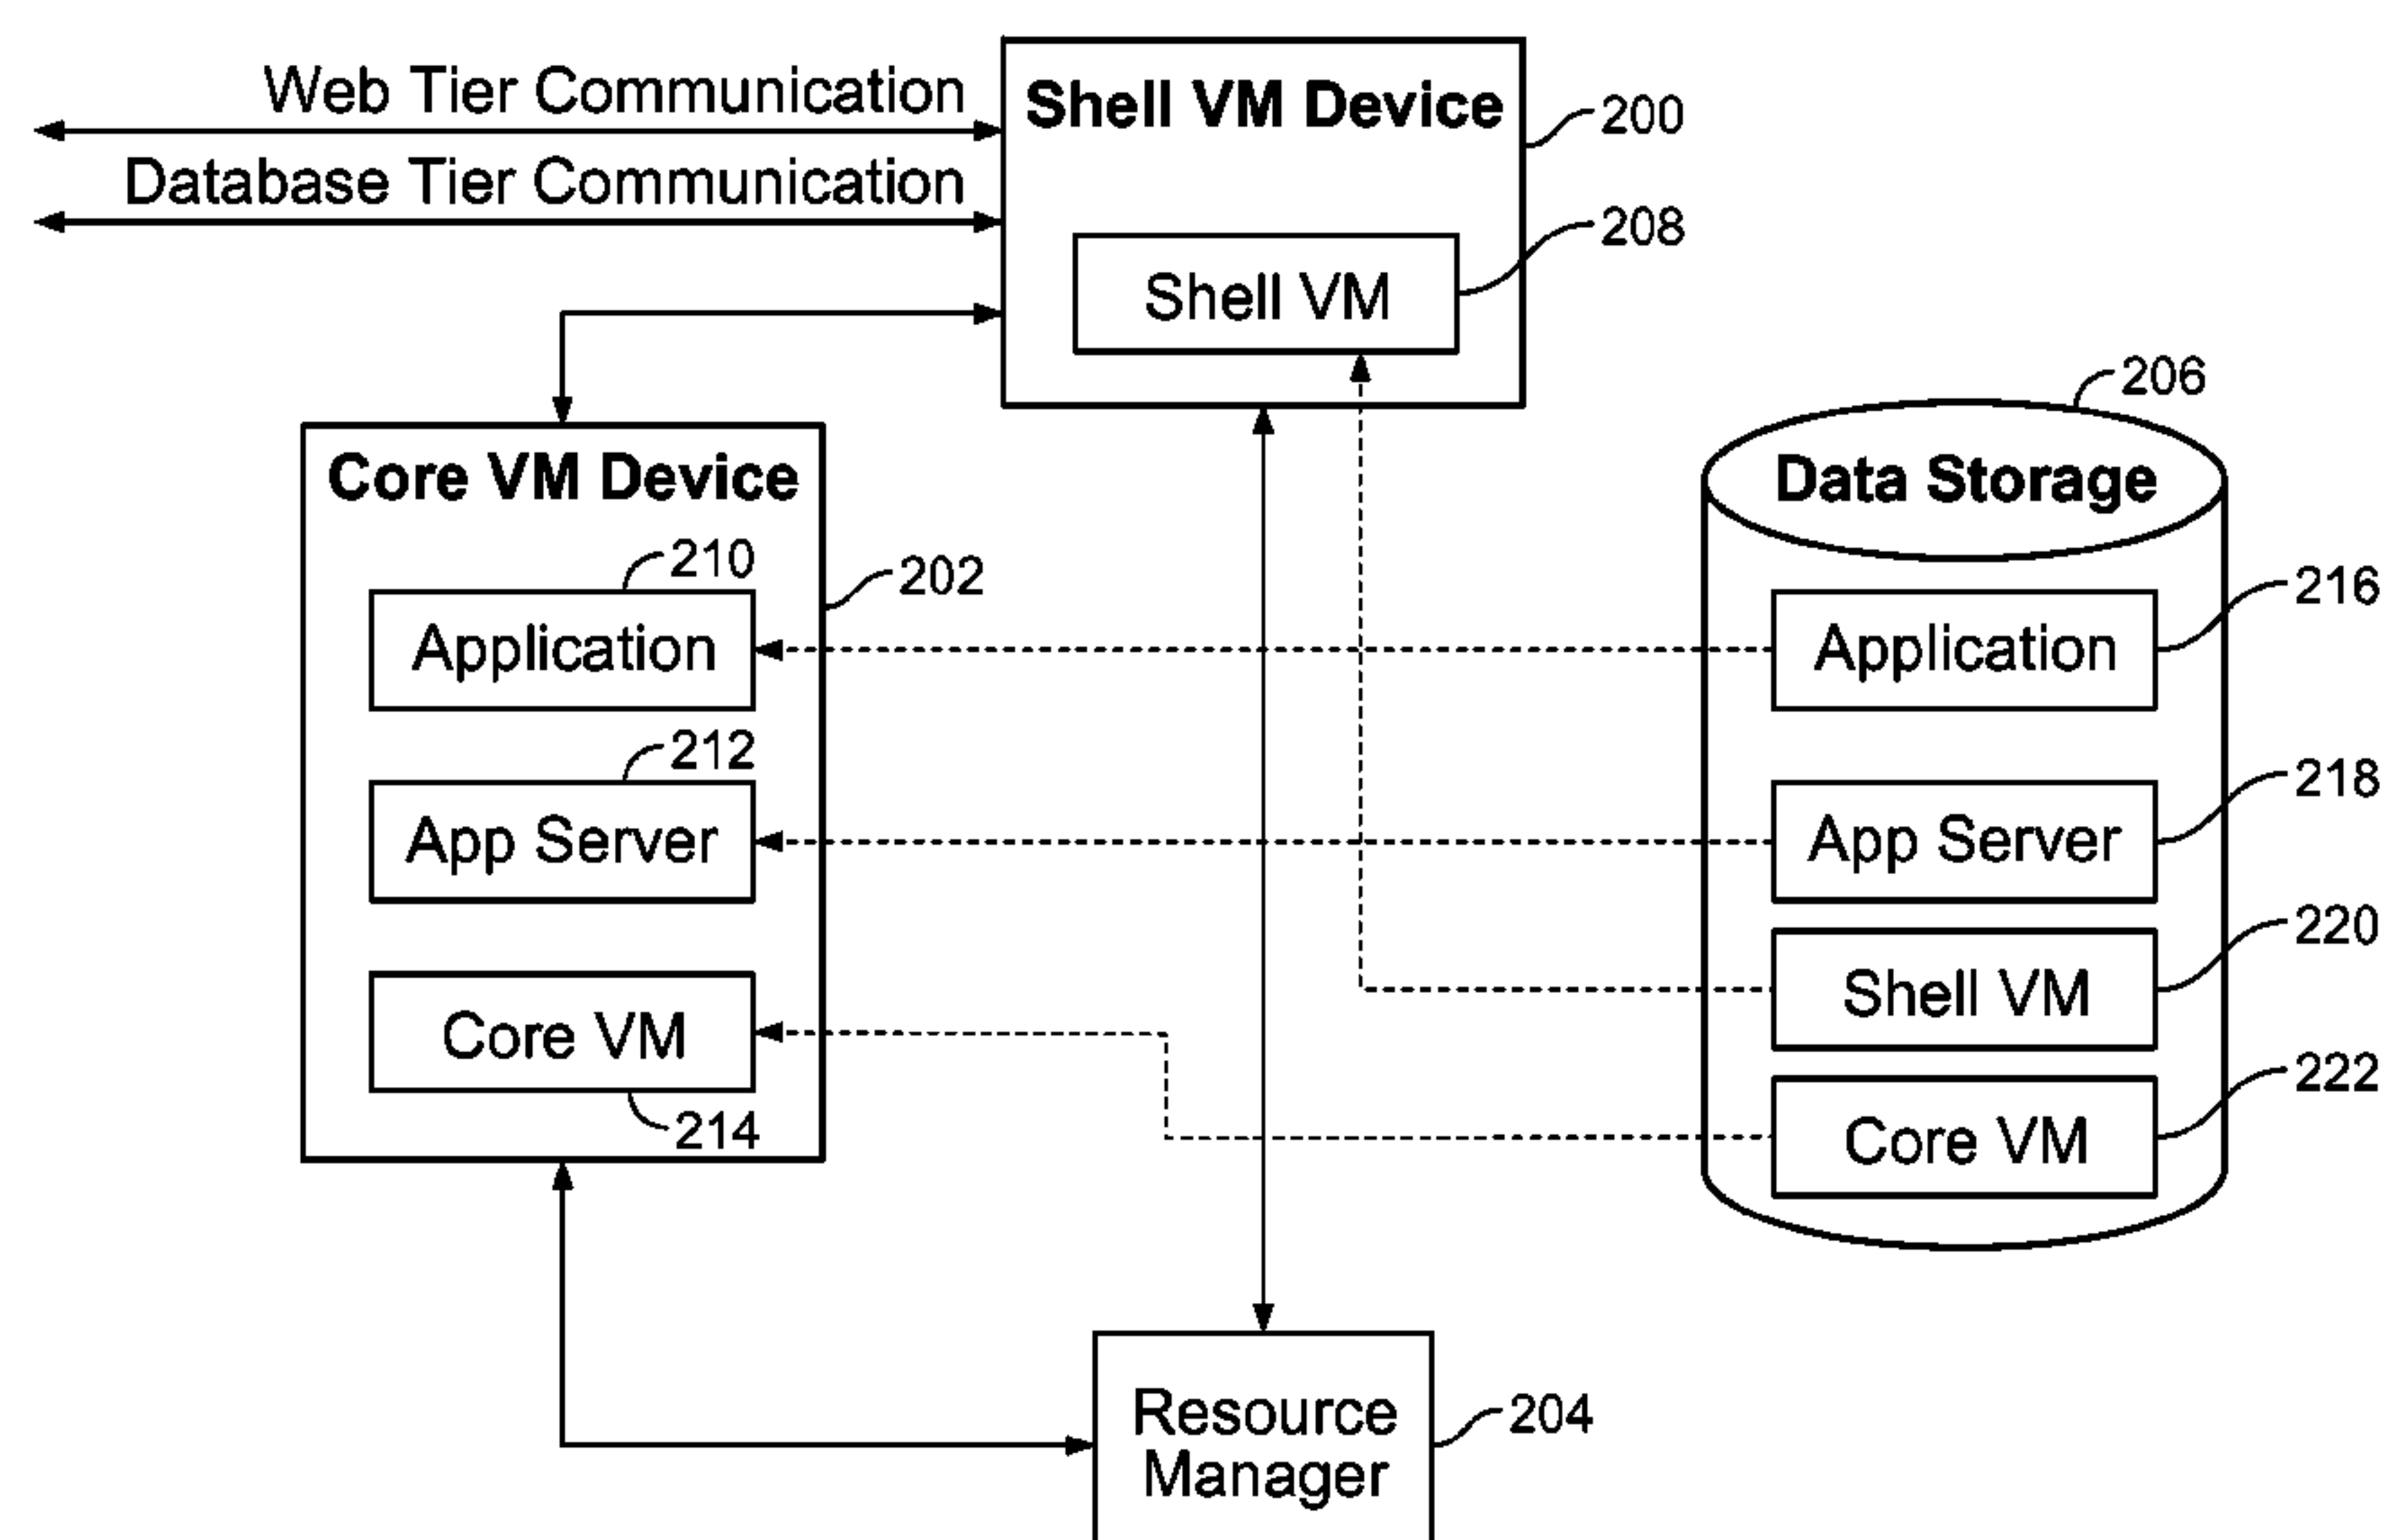 Web Tier Communication
Database Tier Communication
Shell VM Device
200
208
Shell VM
206
Core VM Device
Data Storage
210
202
216
Application
Application
212
218
App Server
App Server
220
Shell VM
Core VM
222
214
Core VM
Resource
Manager
204